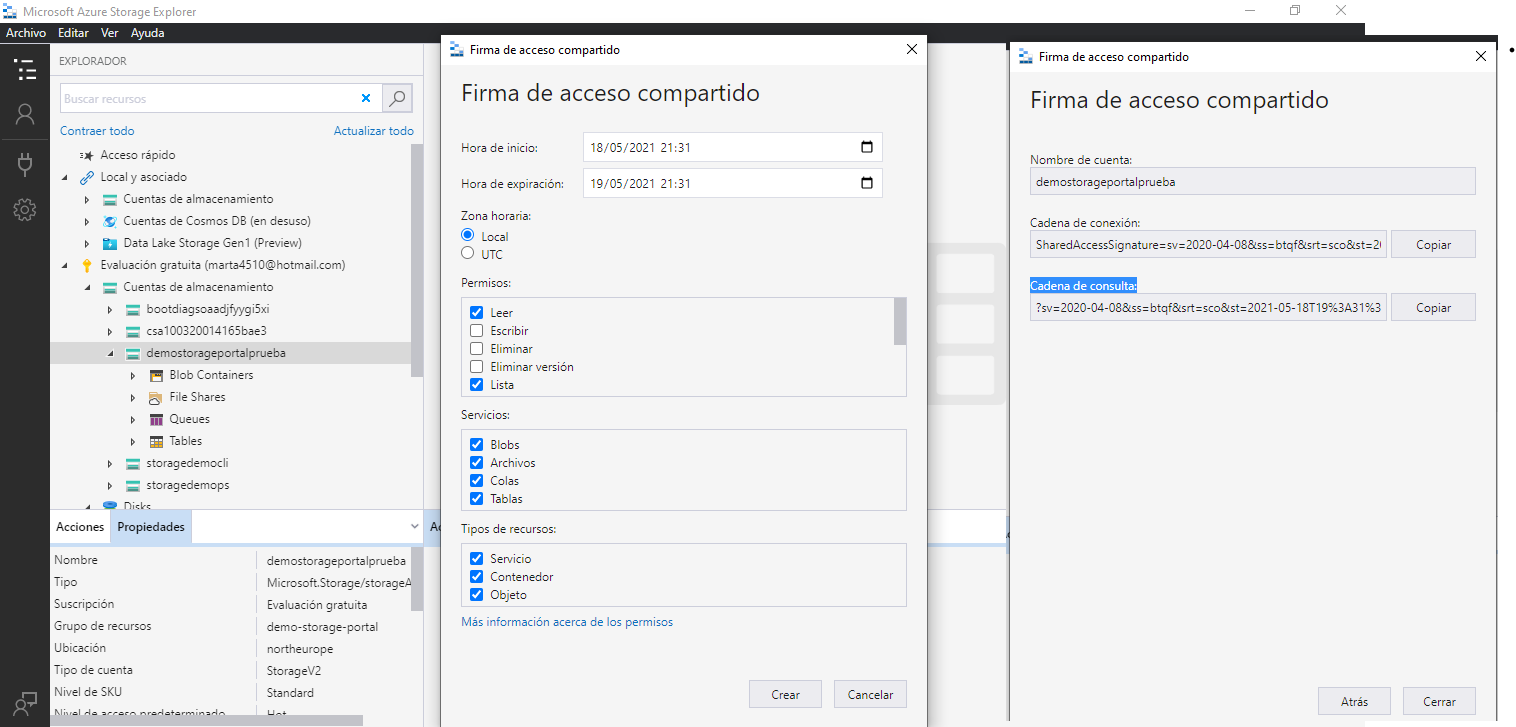 Microsoft Azure Storage Explorer
Archivo Editar Ver Ayuda
EXPLORADOR
Buscar recursos
Contraer todo Actualizar todo
Acceso rápido
Local y asociado
Cuentas de almacenamiento
Cuentas de Cosmos DB (en desuso)
Data Lake Storage Gen1 (Preview)
Evaluación gratuita (marta4510@hotmail.com)
Cuentas de almacenamiento
bootdiagsoaadjfyygi5xi
csa100320014165bae3
demostorageportalprueba
Blob Containers
File Shares
Queues
Tables
storagedemocli
storagedemops
Disks
Acciones Propiedades
Nombre demostorageportalprueba
Tipo Microsoft.Storage/storageA
Suscripción Evaluación gratuita
Grupo de recursos demo-storage-portal
Ubicación northeurope
Tipo de cuenta StorageV2
Nivel de SKU Standard
Nivel de acceso predeterminado Hot
Firma de acceso compartido
Firma de acceso compartido
Hora de inicio: 18/05/2021 21:31
Hora de expiración: 19/05/2021 21:31
Zona horaria:
Local
UTC
Permisos:
Leer
Escribir
Eliminar
Eliminar versión
Lista
Servicios:
Blobs
Archivos
Colas
Tablas
Tipos de recursos:
Servicio
Contenedor
Objeto
Más información acerca de los permisos
Crear Cancelar
Firma de acceso compartido
Firma de acceso compartido
Nombre de cuenta:
demostorageportalprueba
Cadena de conexión:
SharedAccessSignature=sv=2020-04-08&ss=btqf&srt=sco&st=20 Copiar
Cadena de consulta:
?sv=2020-04-08&ss=btqf&srt=sco&st=2021-05-18T19%3A31%3 Copiar
Atrás Cerrar